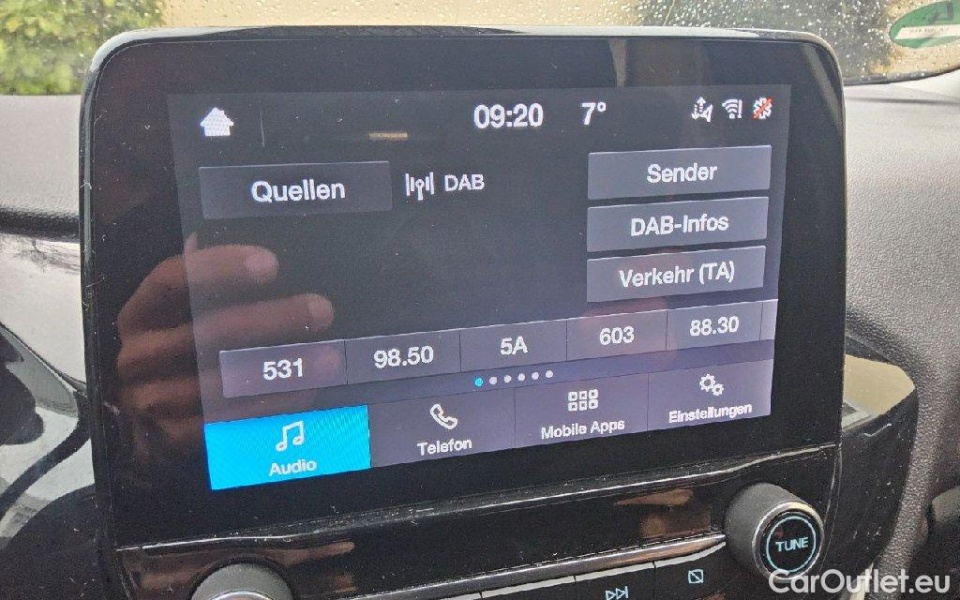 09:20 7°
Quellen
DAB
Sender
DAB-Infos
Verkehr (TA)
531 98.50 5A 603 88.30
Audio
Telefon
Mobile Apps
Einstellungen
TUNE
CarOutlet.eu